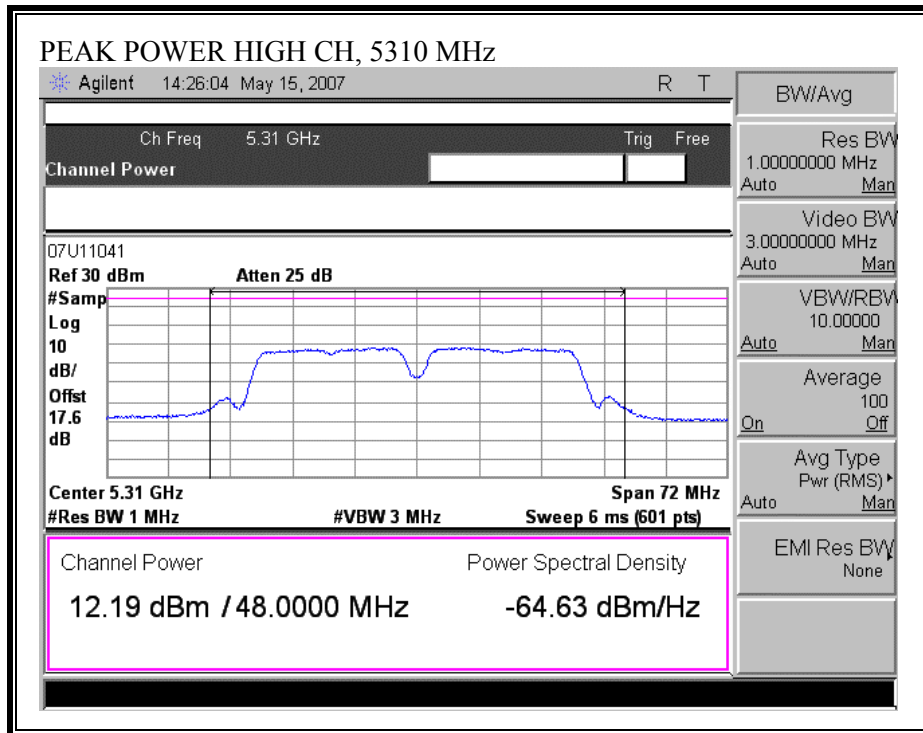 PEAK POWER HIGH CH, 5310 MHz
Agilent 14:26:04 May 15, 2007 R T
Ch Freq 5.31 GHz Trig Free
Channel Power
07U11041
Ref 30 dBm Atten 25 dB
#Samp
Log
10
dB/
Offst
17.6
dB
Center 5.31 GHz Span 72 MHz
#Res BW 1 MHz #VBW 3 MHz Sweep 6 ms (601 pts)
Channel Power Power Spectral Density
12.19 dBm / 48.0000 MHz -64.63 dBm/Hz
BW/Avg
Res BW
1.00000000 MHz
Auto Man
Video BW
3.00000000 MHz
Auto Man
VBW/RBW
10.00000
Auto Man
Average
100
On Off
Avg Type
Pwr (RMS)
Auto Man
EMI Res BW
None